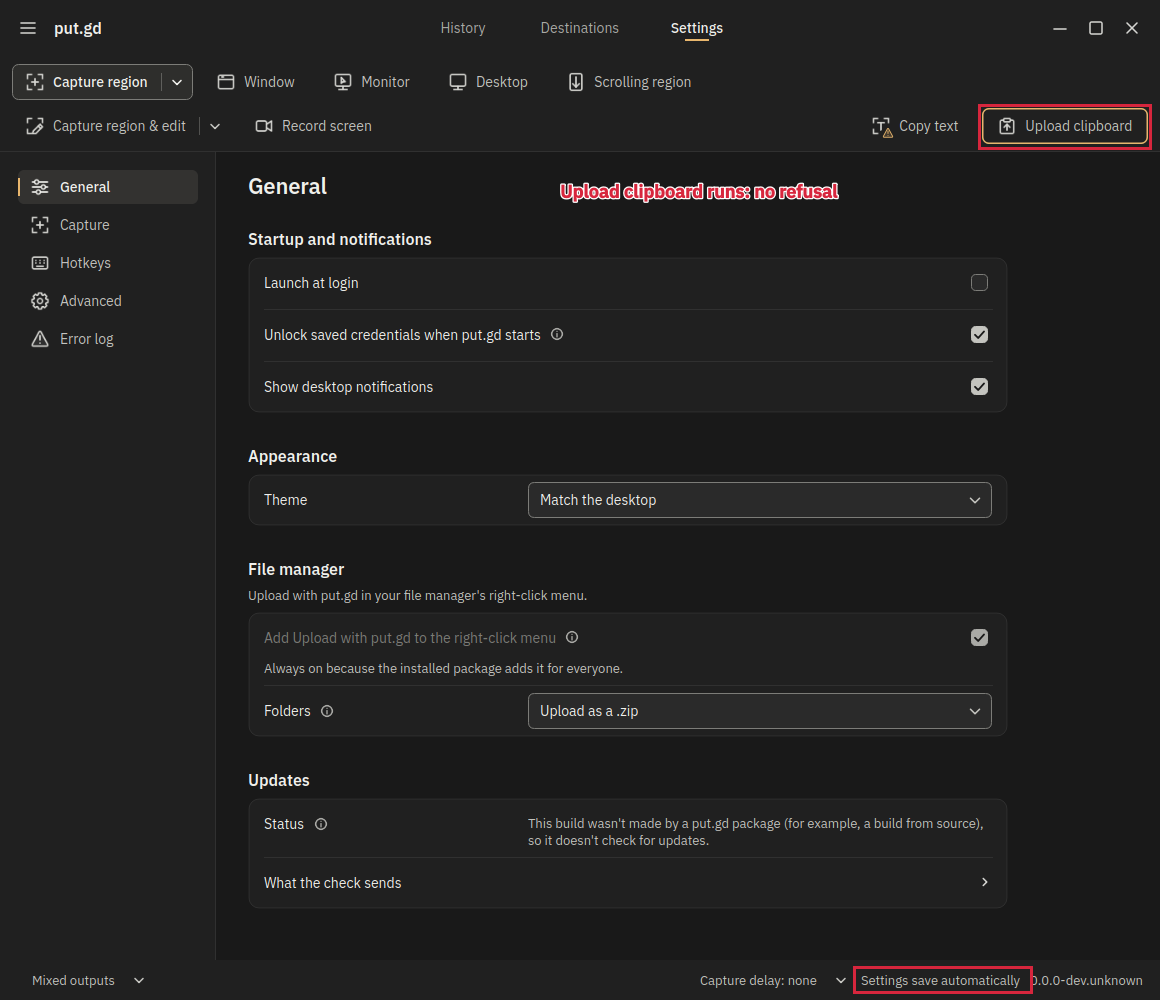 put.gd
History
Destinations
Settings
Capture region
Window
Monitor
Desktop
Scrolling region
Capture region & edit
Record screen
Copy text
Upload clipboard
General
Capture
Hotkeys
Advanced
Error log
General
Upload clipboard runs: no refusal
Startup and notifications
Launch at login
Unlock saved credentials when put.gd starts
Show desktop notifications
Appearance
Theme
Match the desktop
File manager
Upload with put.gd in your file manager's right-click menu.
Add Upload with put.gd to the right-click menu
Always on because the installed package adds it for everyone.
Folders
Upload as a .zip
Updates
Status
This build wasn't made by a put.gd package (for example, a build from source),
so it doesn't check for updates.
What the check sends
Mixed outputs
Capture delay: none
Settings save automatically
0.0.0-dev.unknown